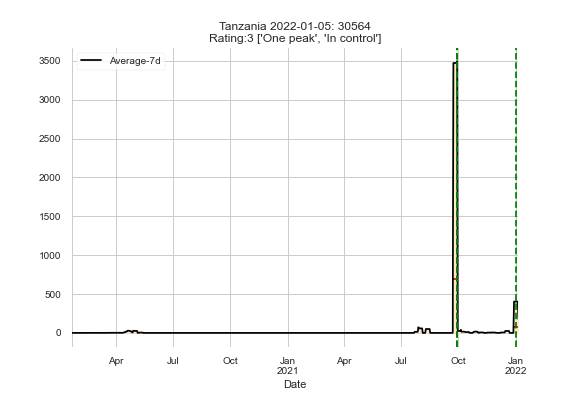 Tanzania 2022-01-05: 30564
Rating:3 ['One peak', 'In control']
Average-7d
3500
3000
2500
2000
1500
1000
500
0
Apr
Jul
Oct
Jan
2021
Apr
Jul
Oct
Jan
2022
Date